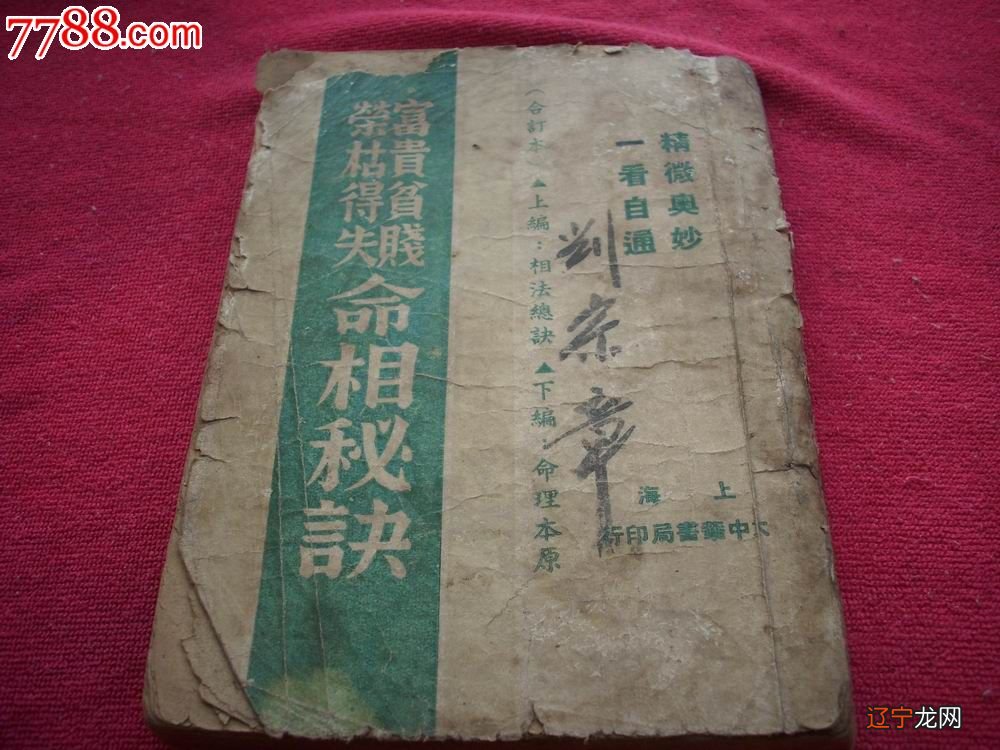 7788.com
精微奧妙
一看自通
(合訂本) ▲上編:相法總訣 ▲下編:命理本原
富貴貧賤
榮枯得失
命相秘訣
上海
大中華書局印行
辽宁龙网